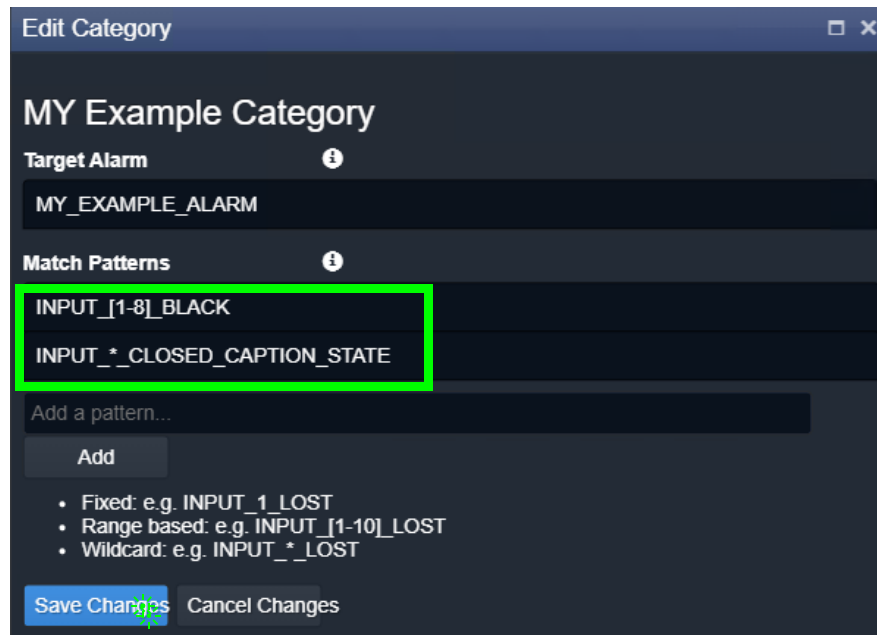 Edit Category
MY Example Category
Target Alarm
MY_EXAMPLE_ALARM
Match Patterns
INPUT_[1-8]_BLACK
INPUT_*_CLOSED_CAPTION_STATE
Add a pattern...
Add
• Fixed: e.g. INPUT_1_LOST
• Range based: e.g. INPUT_[1-10]_LOST
• Wildcard: e.g. INPUT_*_LOST
Save Changes Cancel Changes